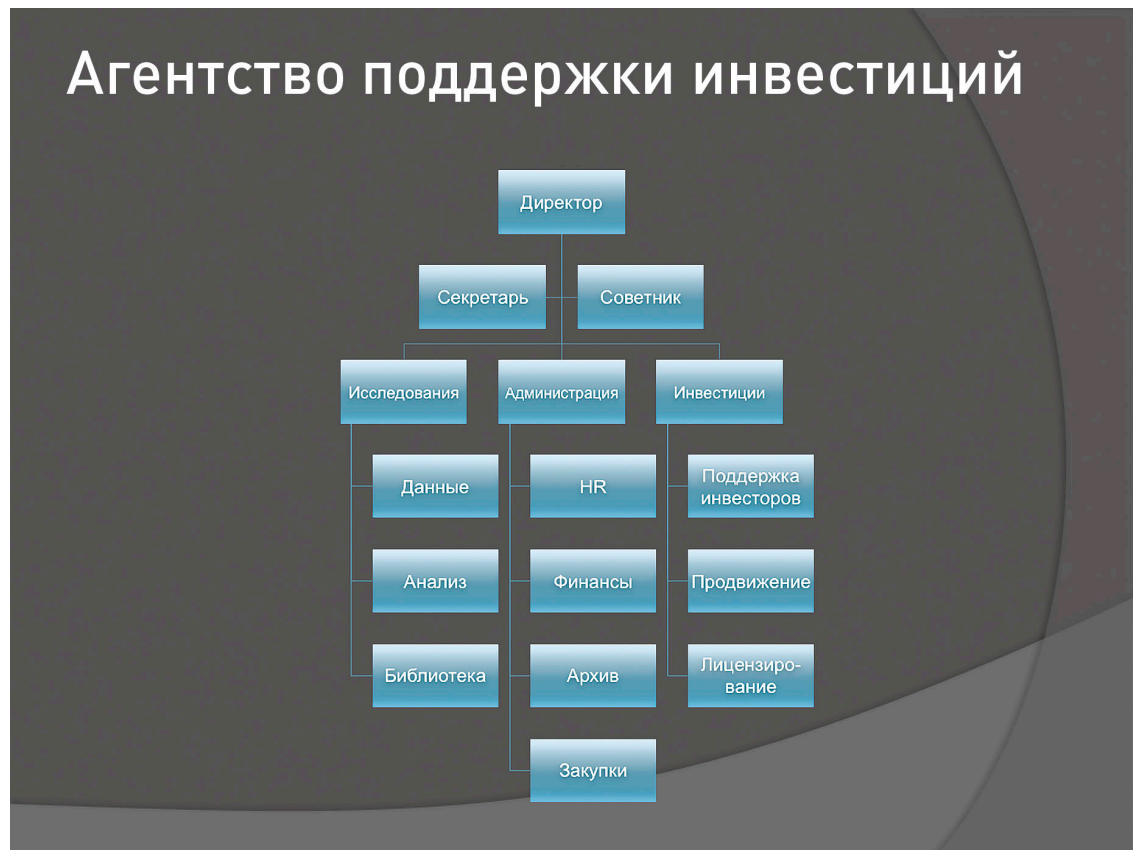 Агентство поддержки инвестиций
Директор
Секретарь
Советник
Исследования
Администрация
Инвестиции
Данные
HR
Поддержка
инвесторов
Анализ
Финансы
Продвижение
Библиотека
Архив
Лицензиро-
вание
Закупки